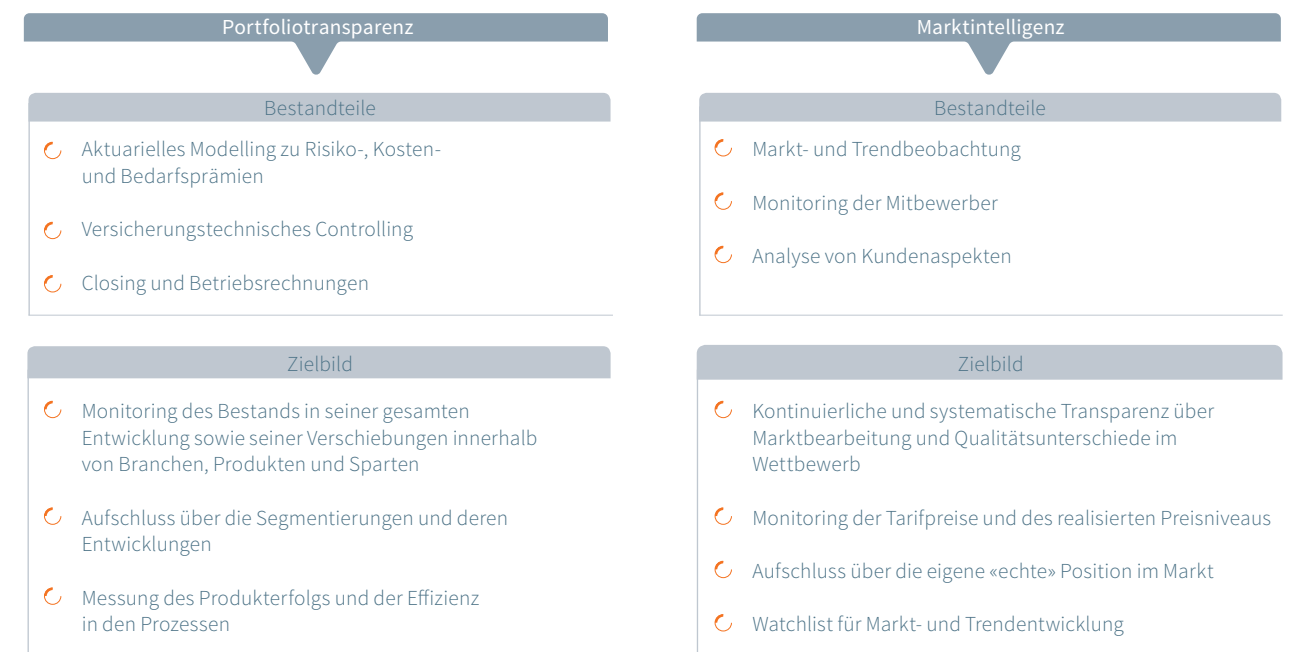 Portfoliotransparenz
Bestandteile
Aktuarielles Modelling zu Risiko-, Kosten-
und Bedarfsprämien
Versicherungstechnisches Controlling
Closing und Betriebsrechnungen
Zielbild
Monitoring des Bestands in seiner gesamten
Entwicklung sowie seiner Verschiebungen innerhalb
von Branchen, Produkten und Sparten
Aufschluss über die Segmentierungen und deren
Entwicklungen
Messung des Produkterfolgs und der Effizienz
in den Prozessen
Marktintelligenz
Bestandteile
Markt- und Trendbeobachtung
Monitoring der Mitbewerber
Analyse von Kundenaspekten
Zielbild
Kontinuierliche und systematische Transparenz über
Marktbearbeitung und Qualitätsunterschiede im
Wettbewerb
Monitoring der Tarifpreise und des realisierten Preisniveaus
Aufschluss über die eigene «echte» Position im Markt
Watchlist für Markt- und Trendentwicklung